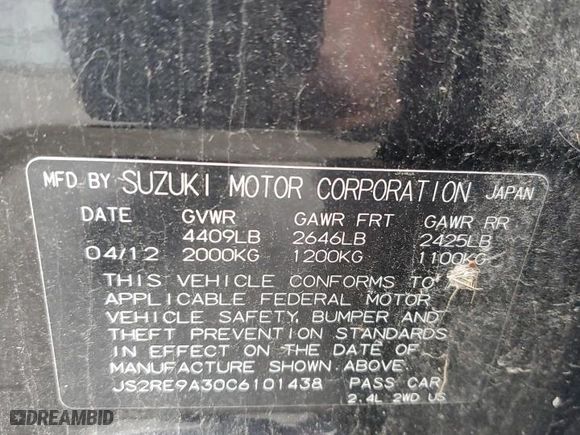 MFD. BY SUZUKI MOTOR CORPORATION JAPAN
DATE GVWR GAWR FRT GAWR RR
4409LB 2646LB 2425LB
04/12 2000KG 1200KG 1100KG
THIS VEHICLE CONFORMS TO
APPLICABLE FEDERAL MOTOR
VEHICLE SAFETY, BUMPER AND
THEFT PREVENTION STANDARDS
IN EFFECT ON THE DATE OF
MANUFACTURE SHOWN ABOVE.
JS2RE9A30C6101438 PASS CAR
2.4L 2WD US
DREAMBID